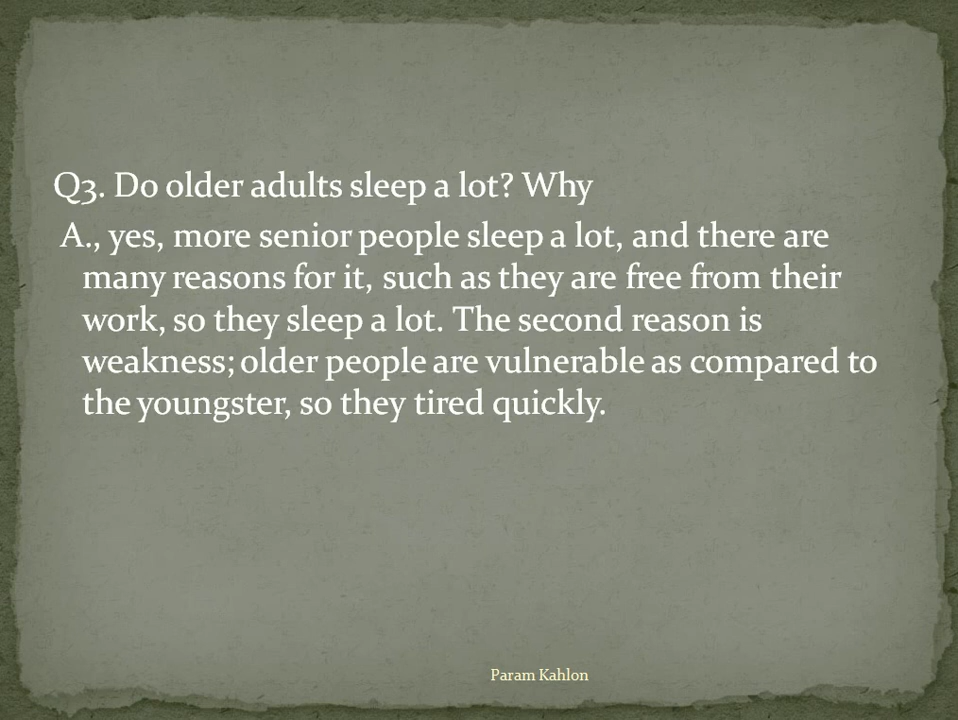 Q3. Do older adults sleep a lot? Why
A., yes, more senior people sleep a lot, and there are
many reasons for it, such as they are free from their
work, so they sleep a lot. The second reason is
weakness; older people are vulnerable as compared to
the youngster, so they tired quickly.
Param Kahlon